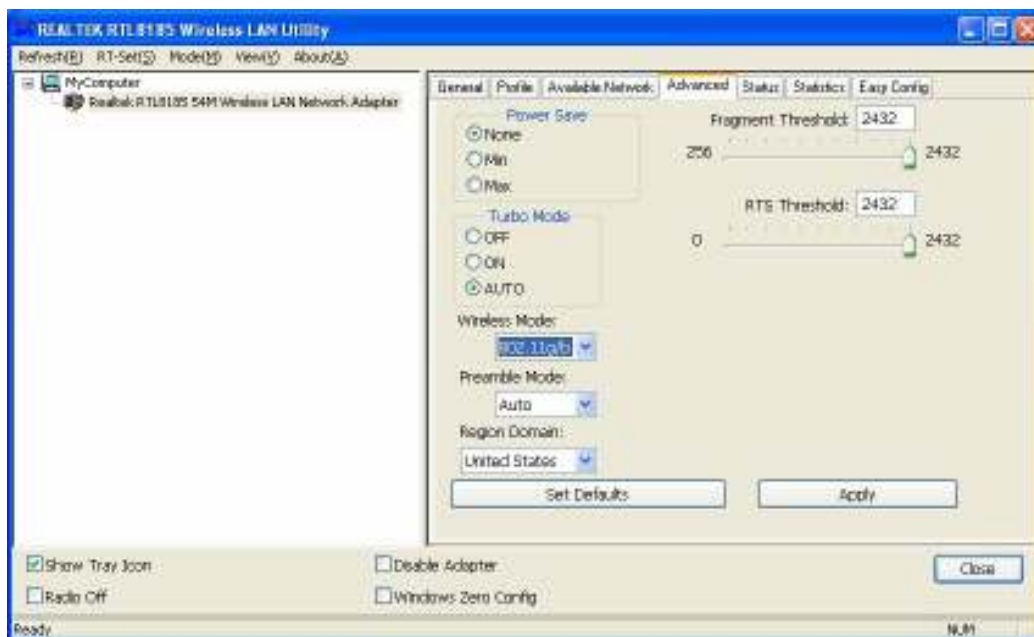 REALTEK RTL8185 Wireless LAN Utility
Refresh(R) RT-Set(S) Mode(M) View(V) About(A)
MyComputer
Realtek RTL8185 54M Wireless LAN Network Adapter
General Profile Available Network Advanced Status Statistics Easy Config
Power Save
None
Min
Max
Turbo Mode
OFF
ON
AUTO
Wireless Mode:
802.11g/b
Preamble Mode:
Auto
Region Domain:
United States
Fragment Threshold: 2432
256 2432
RTS Threshold: 2432
0 2432
Set Defaults Apply
Show Tray Icon
Radio Off
Disable Adapter
Windows Zero Config
Close
Ready NUM